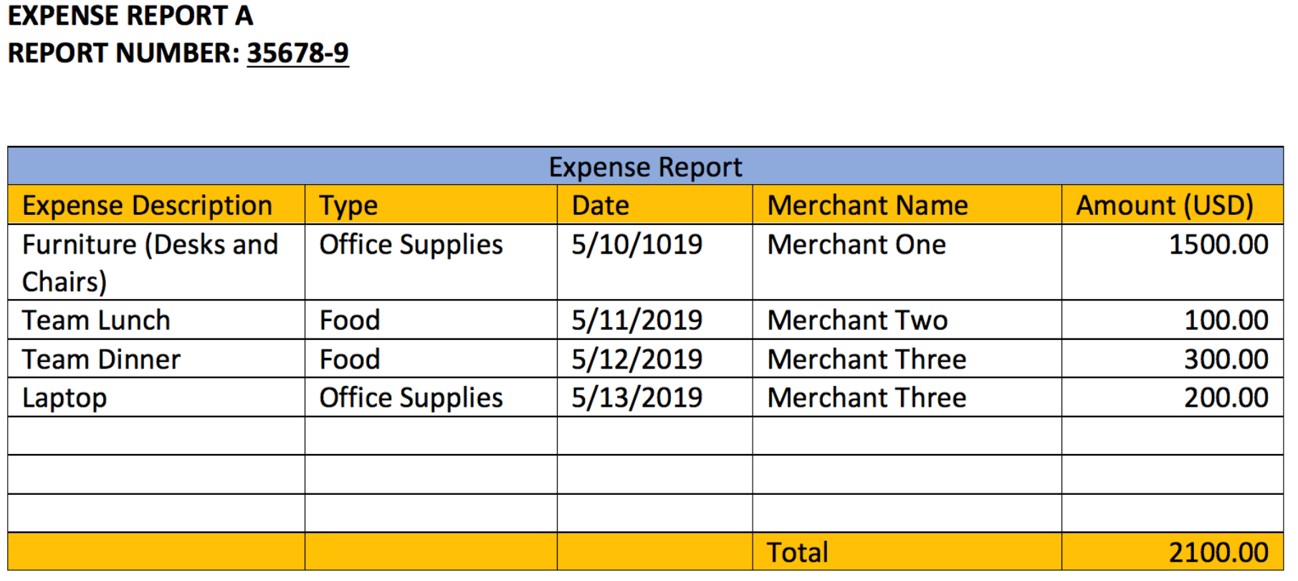 EXPENSE REPORT A
REPORT NUMBER: 35678-9
Expense Report
Expense Description Type Date Merchant Name Amount (USD)
Furniture (Desks and Office Supplies 5/10/1019 Merchant One 1500.00
Chairs)
Team Lunch Food 5/11/2019 Merchant Two 100.00
Team Dinner Food 5/12/2019 Merchant Three 300.00
Laptop Office Supplies 5/13/2019 Merchant Three 200.00
Total 2100.00